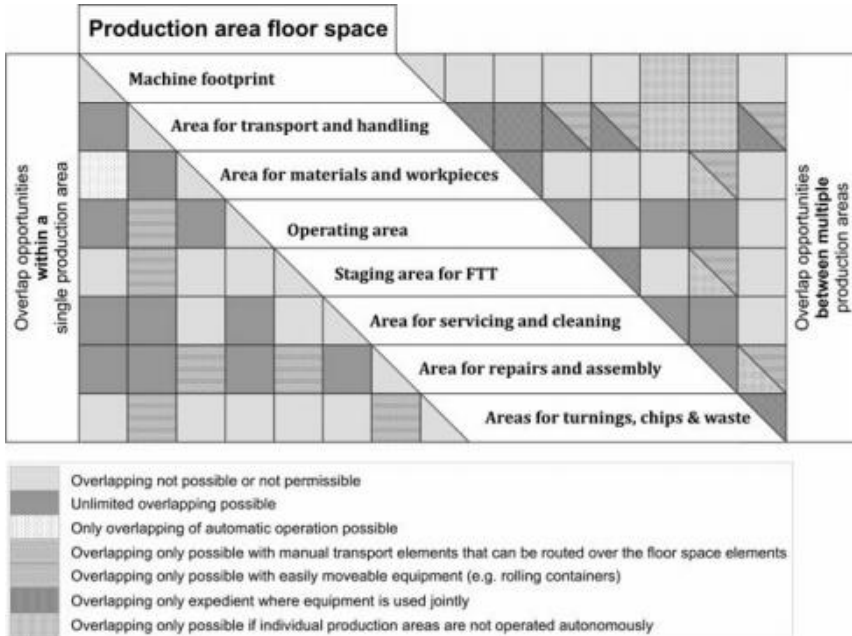 Production area floor space
Machine footprint
Area for transport and handling
Area for materials and workpieces
Operating area
Staging area for FTT
Area for servicing and cleaning
Area for repairs and assembly
Areas for turnings, chips & waste
Overlap opportunities
within a
single production area
Overlap opportunities
between multiple
production areas
Overlapping not possible or not permissible
Unlimited overlapping possible
Only overlapping of automatic operation possible
Overlapping only possible with manual transport elements that can be routed over the floor space elements
Overlapping only possible with easily moveable equipment (e.g. rolling containers)
Overlapping only expedient where equipment is used jointly
Overlapping only possible if individual production areas are not operated autonomously